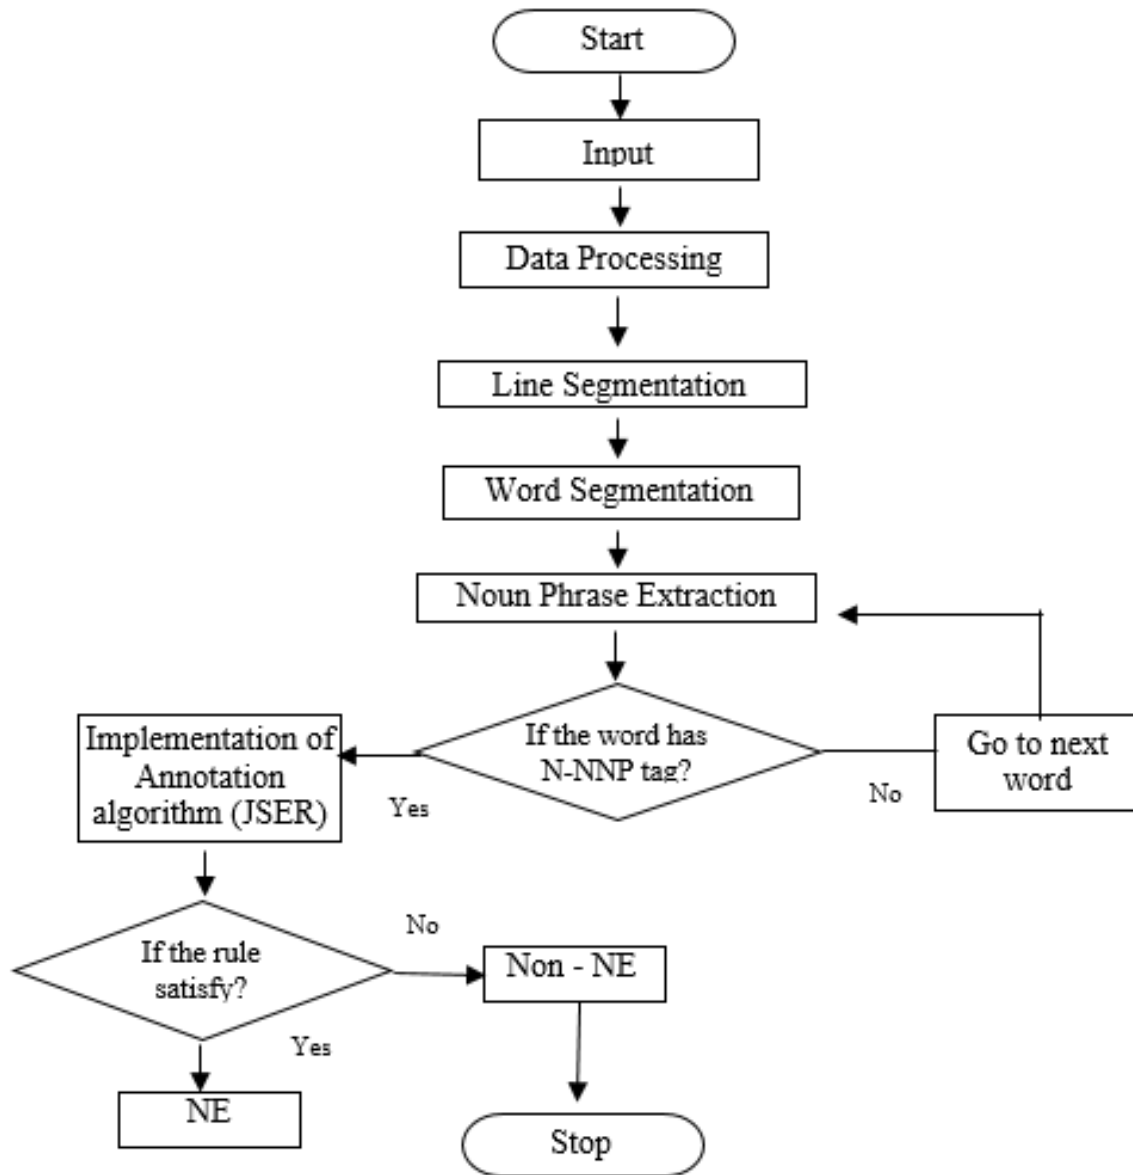 Start
Input
Data Processing
Line Segmentation
Word Segmentation
Noun Phrase Extraction
If the word has
N-NNP tag?
Yes
No
Go to next
word
Implementation of
Annotation
algorithm (JSER)
If the rule
satisfy?
No
Yes
Non - NE
NE
Stop